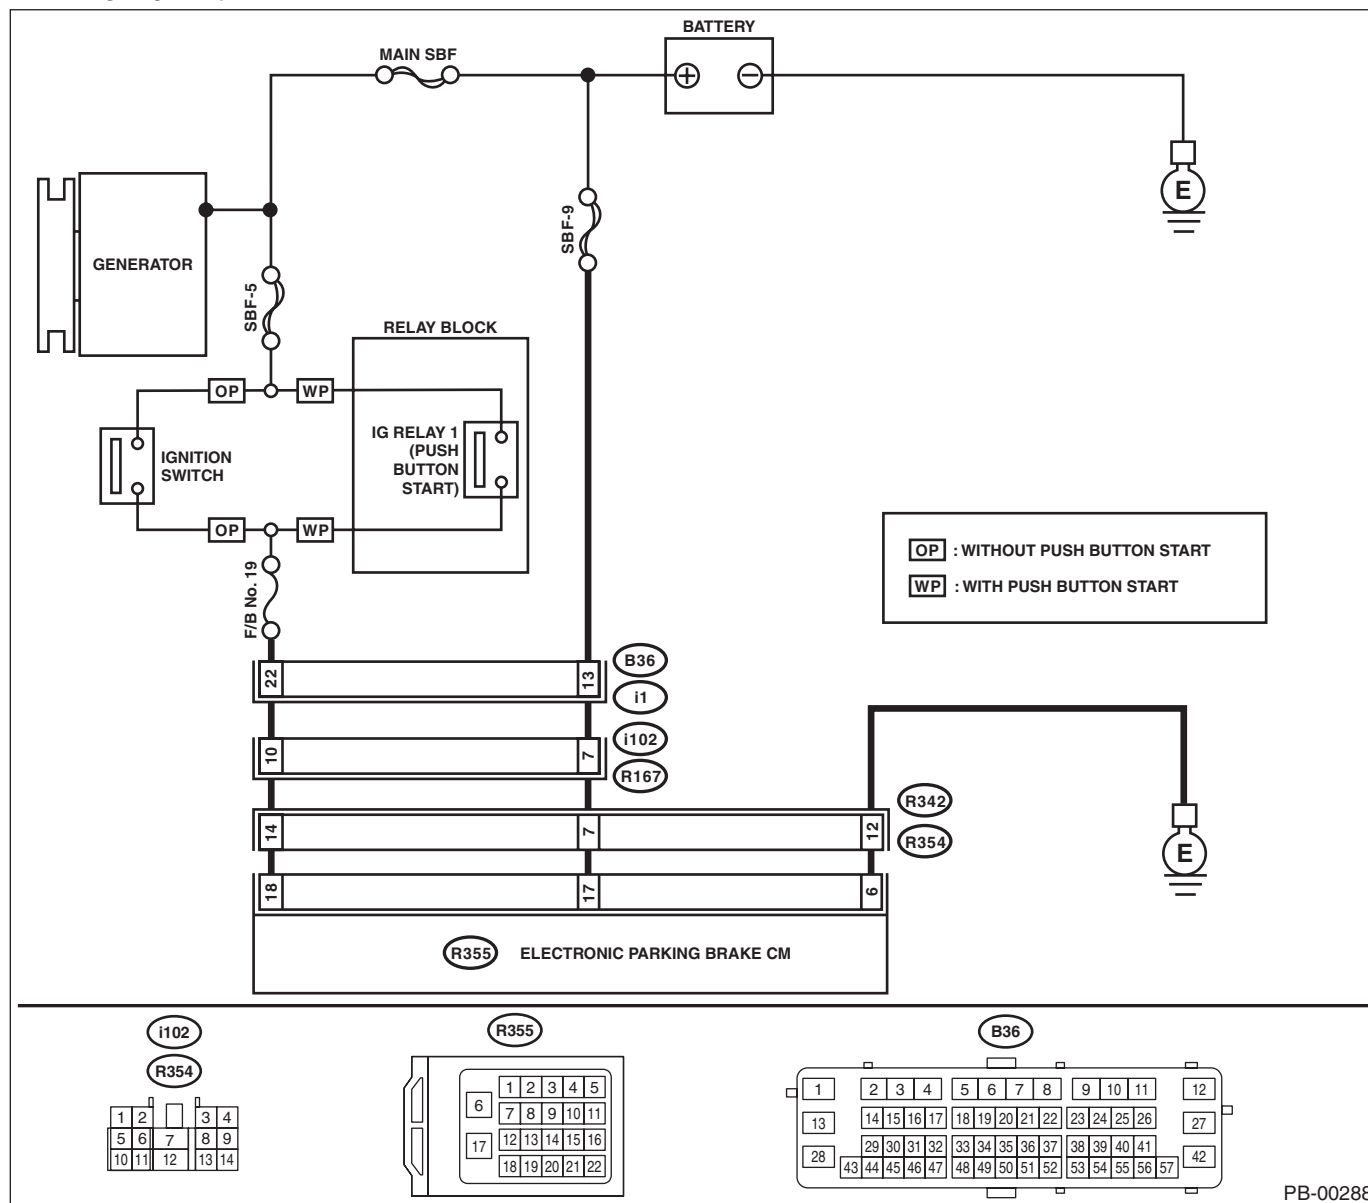 BATTERY
MAIN SBF
E
SBF-9
GENERATOR
SBF-5
RELAY BLOCK
OP WP
IGNITION
SWITCH
IG RELAY 1
(PUSH
BUTTON
START)
OP WP
OP : WITHOUT PUSH BUTTON START
WP : WITH PUSH BUTTON START
F/B No. 19
22 13
B36
i1
10 7
i102
R167
14 7 12
R342
R354
E
18 17 6
R355 ELECTRONIC PARKING BRAKE CM
i102
R354
1 2 3 4
5 6 7 8 9
10 11 12 13 14
R355
1 2 3 4 5
6
7 8 9 10 11
12 13 14 15 16
17
18 19 20 21 22
B36
1 2 3 4 5 6 7 8 9 10 11 12
13 14 15 16 17 18 19 20 21 22 23 24 25 26 27
28 29 30 31 32 33 34 35 36 37 38 39 40 41 42
43 44 45 46 47 48 49 50 51 52 53 54 55 56 57
PB-00288